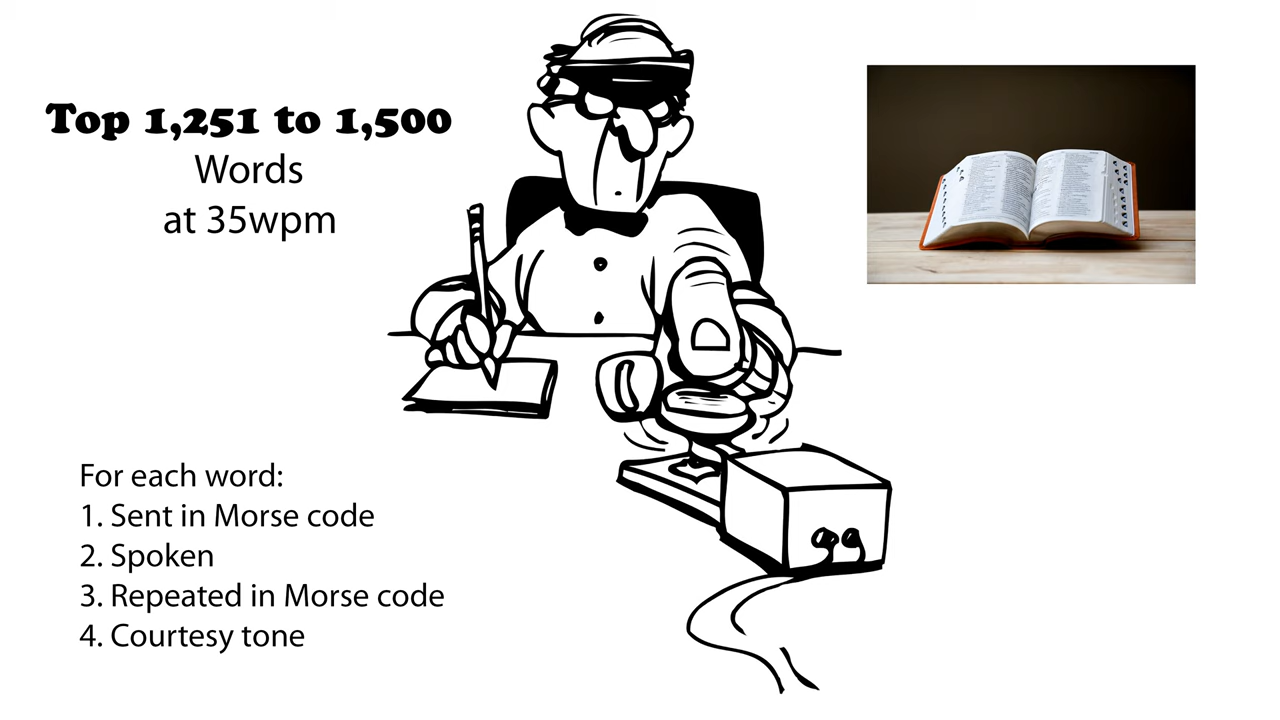 Top 1,251 to 1,500
Words
at 35wpm
For each word:
1. Sent in Morse code
2. Spoken
3. Repeated in Morse code
4. Courtesy tone